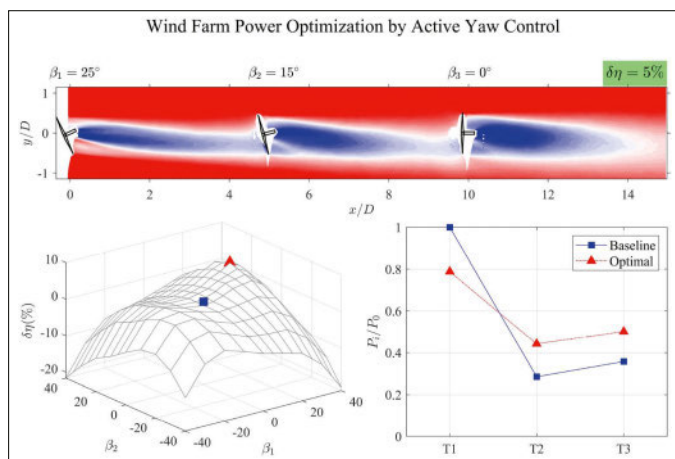 Wind Farm Power Optimization by Active Yaw Control
β₁ = 25° β₂ = 15° β₃ = 0° δη = 5%
1
0
-1
y/D
0 2 4 6 8 10 12 14
x/D
10
0
-10
-20
δη(%)
40 20 0 -20 -40
β₂
-40 -20 0 20 40
β₁
1
0.8
0.6
0.4
0.2
0
Pᵢ/P₀
Baseline
Optimal
T1 T2 T3